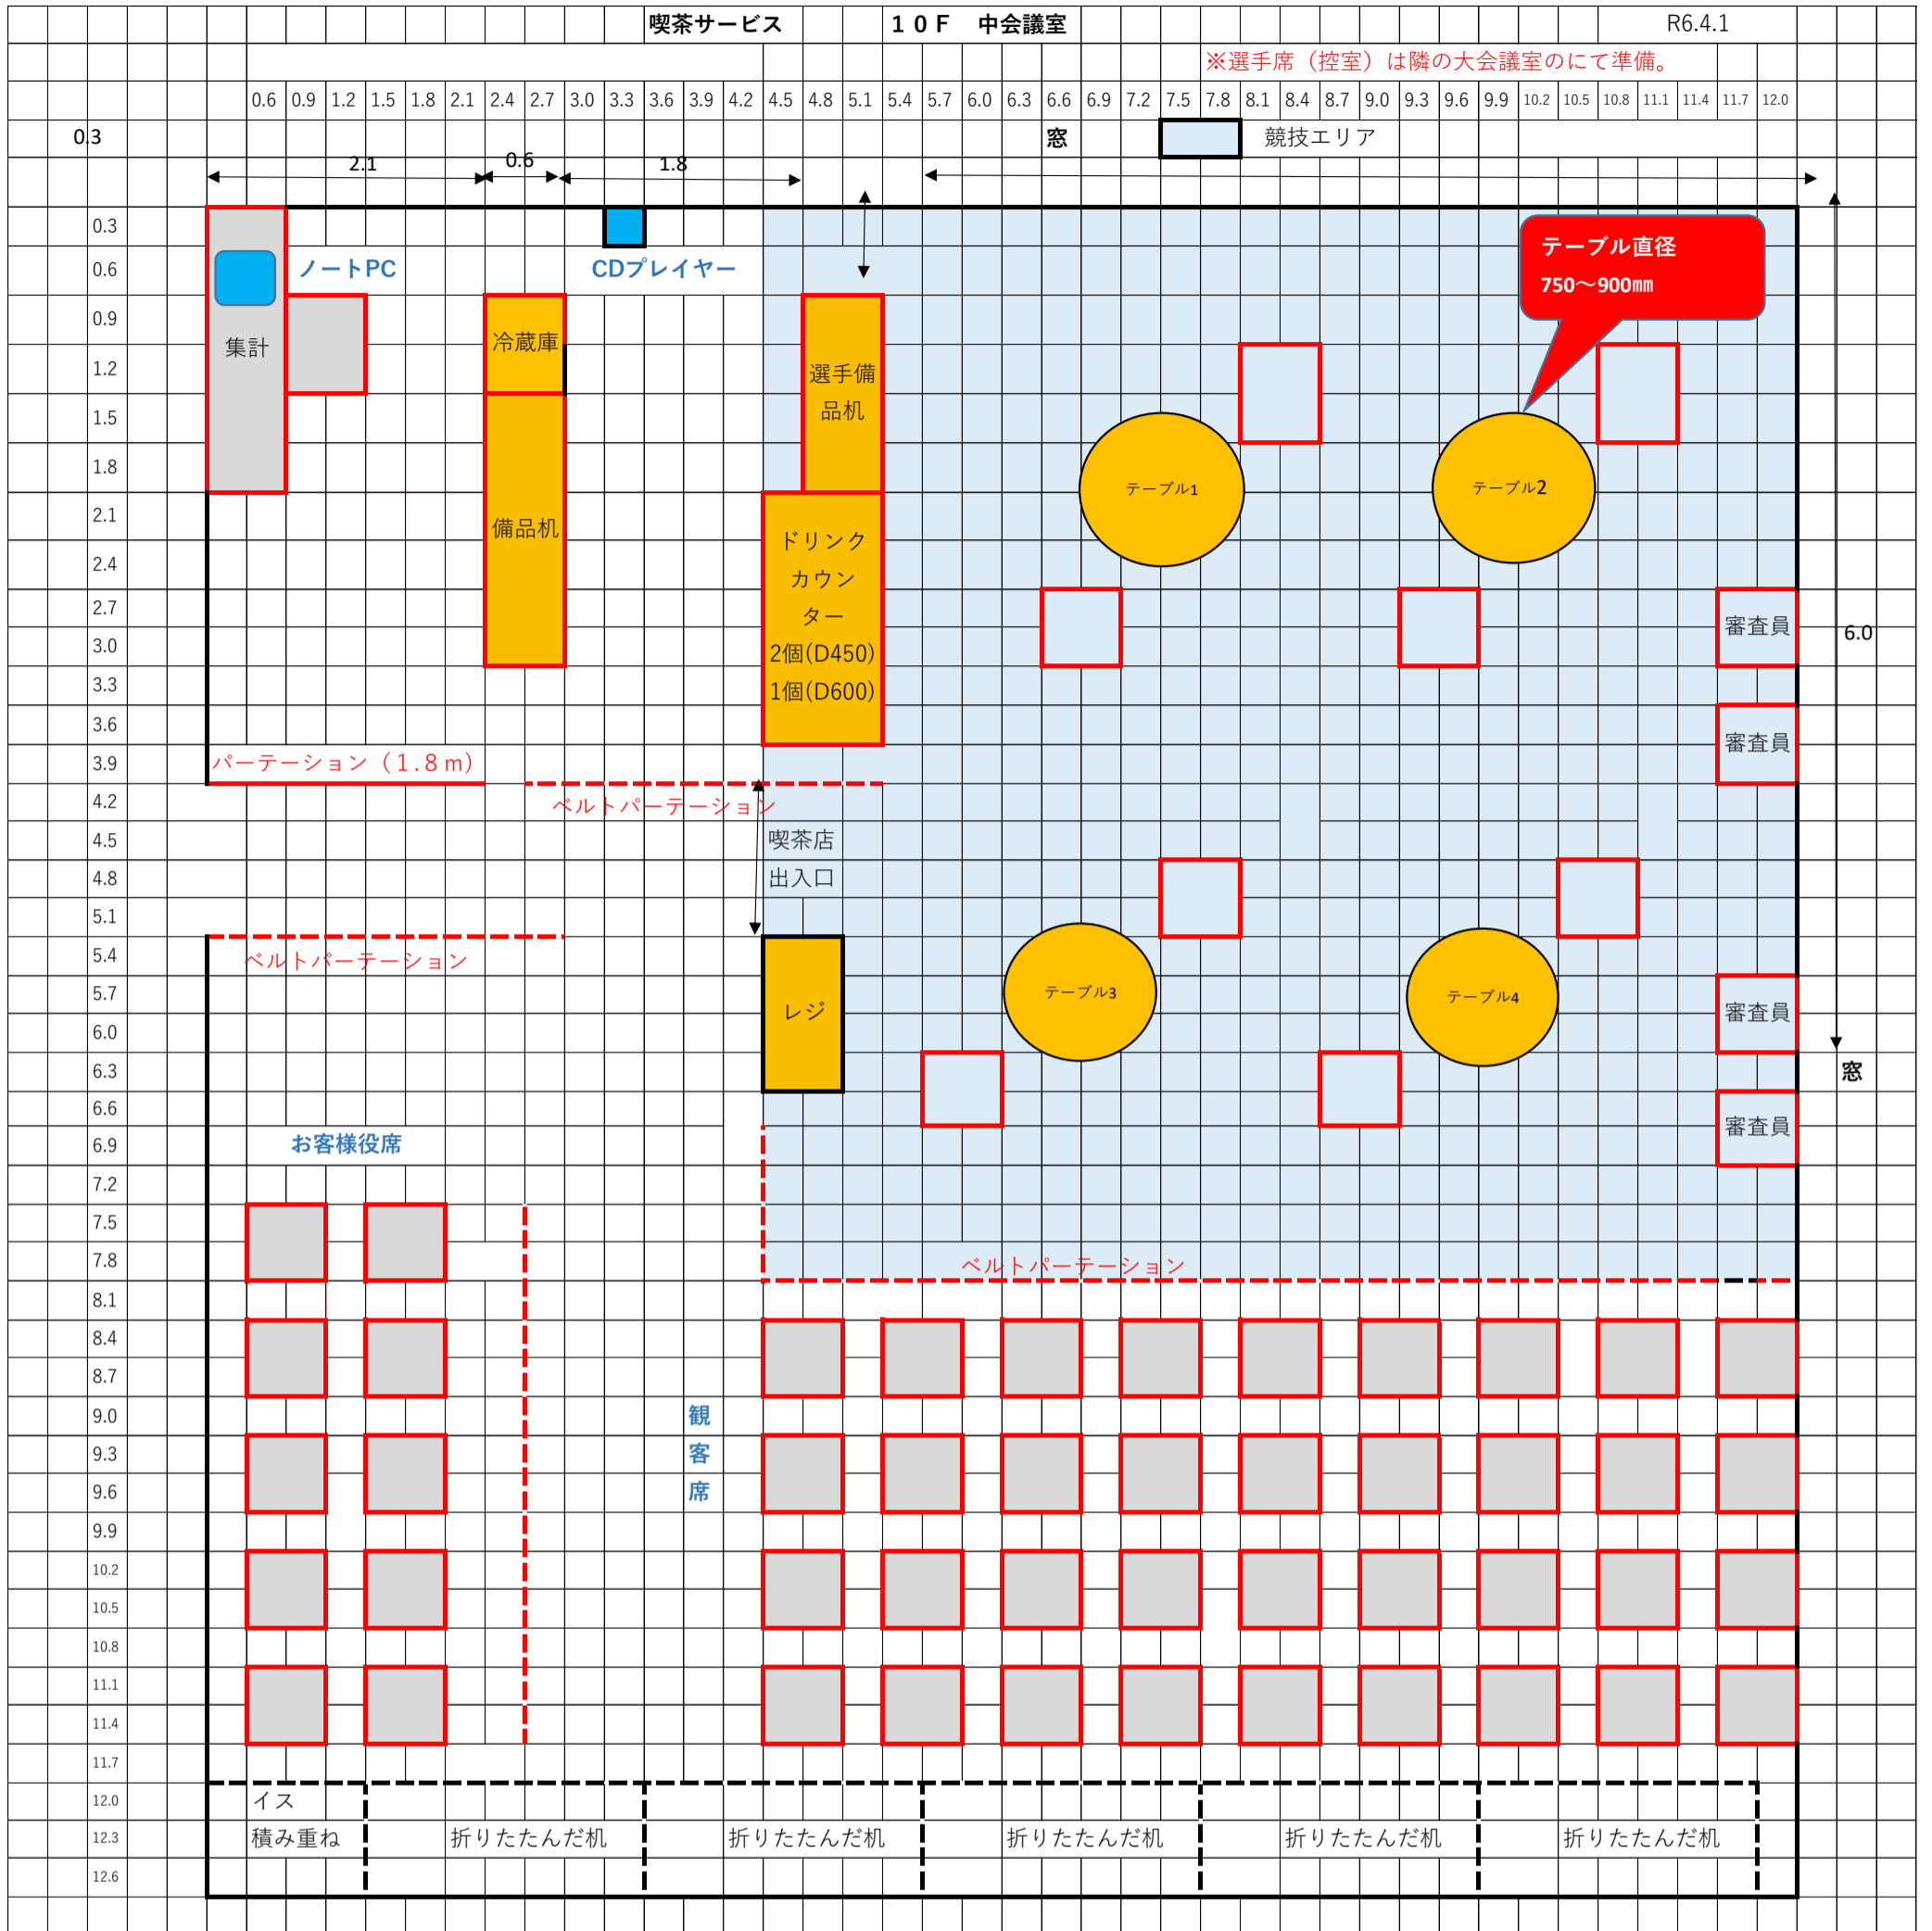 喫茶サービス　１０Ｆ　中会議室　R6.4.1
※選手席（控室）は隣の大会議室のにて準備。
0.6 0.9 1.2 1.5 1.8 2.1 2.4 2.7 3.0 3.3 3.6 3.9 4.2 4.5 4.8 5.1 5.4 5.7 6.0 6.3 6.6 6.9 7.2 7.5 7.8 8.1 8.4 8.7 9.0 9.3 9.6 9.9 10.2 10.5 10.8 11.1 11.4 11.7 12.0
0.3　窓　競技エリア
2.1　0.6　1.8
0.3
0.6
0.9
1.2
1.5
1.8
2.1
2.4
2.7
3.0
3.3
3.6
3.9
4.2
4.5
4.8
5.1
5.4
5.7
6.0
6.3
6.6
6.9
7.2
7.5
7.8
8.1
8.4
8.7
9.0
9.3
9.6
9.9
10.2
10.5
10.8
11.1
11.4
11.7
12.0
12.3
12.6
ノートPC
集計
CDプレイヤー
冷蔵庫
備品机
選手備
品机
ドリンク
カウン
ター
2個(D450)
1個(D600)
テーブル直径
750～900㎜
テーブル1
テーブル2
審査員
審査員
6.0
パーテーション（１.８ｍ）
ベルトパーテーション
喫茶店
出入口
ベルトパーテーション
レジ
テーブル3
テーブル4
審査員
審査員
窓
お客様役席
ベルトパーテーション
観
客
席
イス
積み重ね
折りたたんだ机
折りたたんだ机
折りたたんだ机
折りたたんだ机
折りたたんだ机